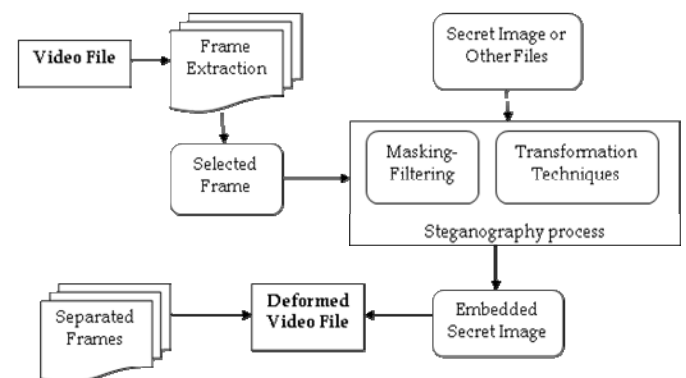 Video File
Frame
Extraction
Secret Image or
Other Files
Selected
Frame
Masking-
Filtering
Transformation
Techniques
Steganography process
Separated
Frames
Deformed
Video File
Embedded
Secret Image